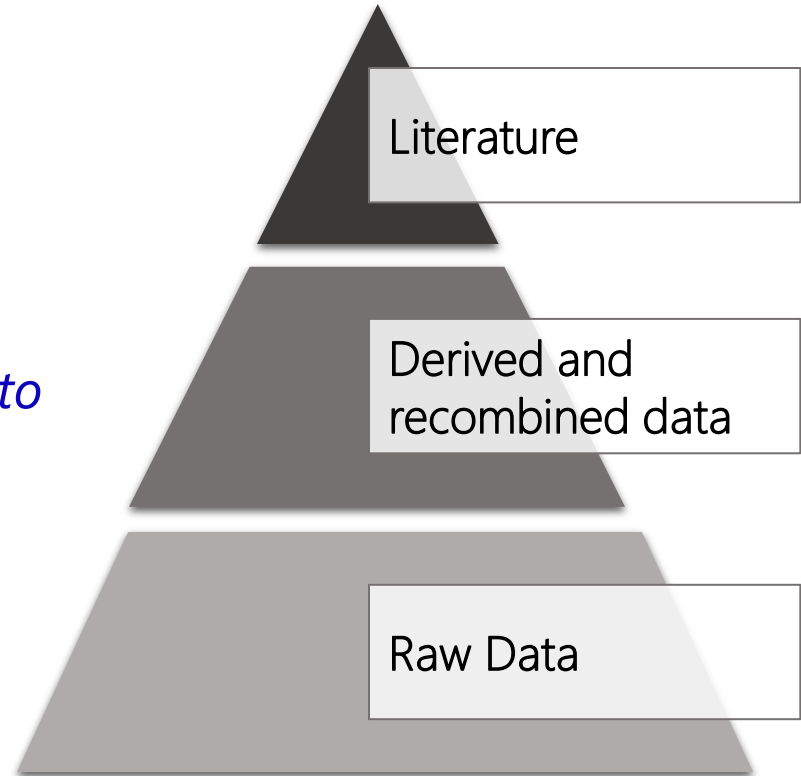 Literature
Derived and
to
recombined data
Raw Data